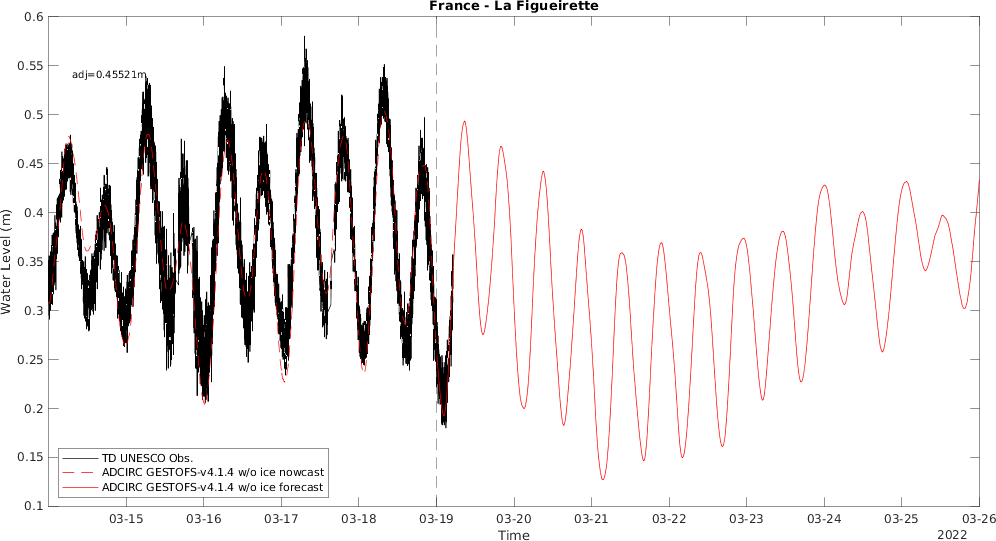 France - La Figueirette
0.6
0.55
adj=0.45521m
0.5
0.45
0.4
0.35
0.3
0.25
0.2
0.15
0.1
Water Level (m)
TD UNESCO Obs.
ADCIRC GESTOFS-v4.1.4 w/o ice nowcast
ADCIRC GESTOFS-v4.1.4 w/o ice forecast
03-15 03-16 03-17 03-18 03-19 03-20 03-21 03-22 03-23 03-24 03-25 03-26
Time
2022